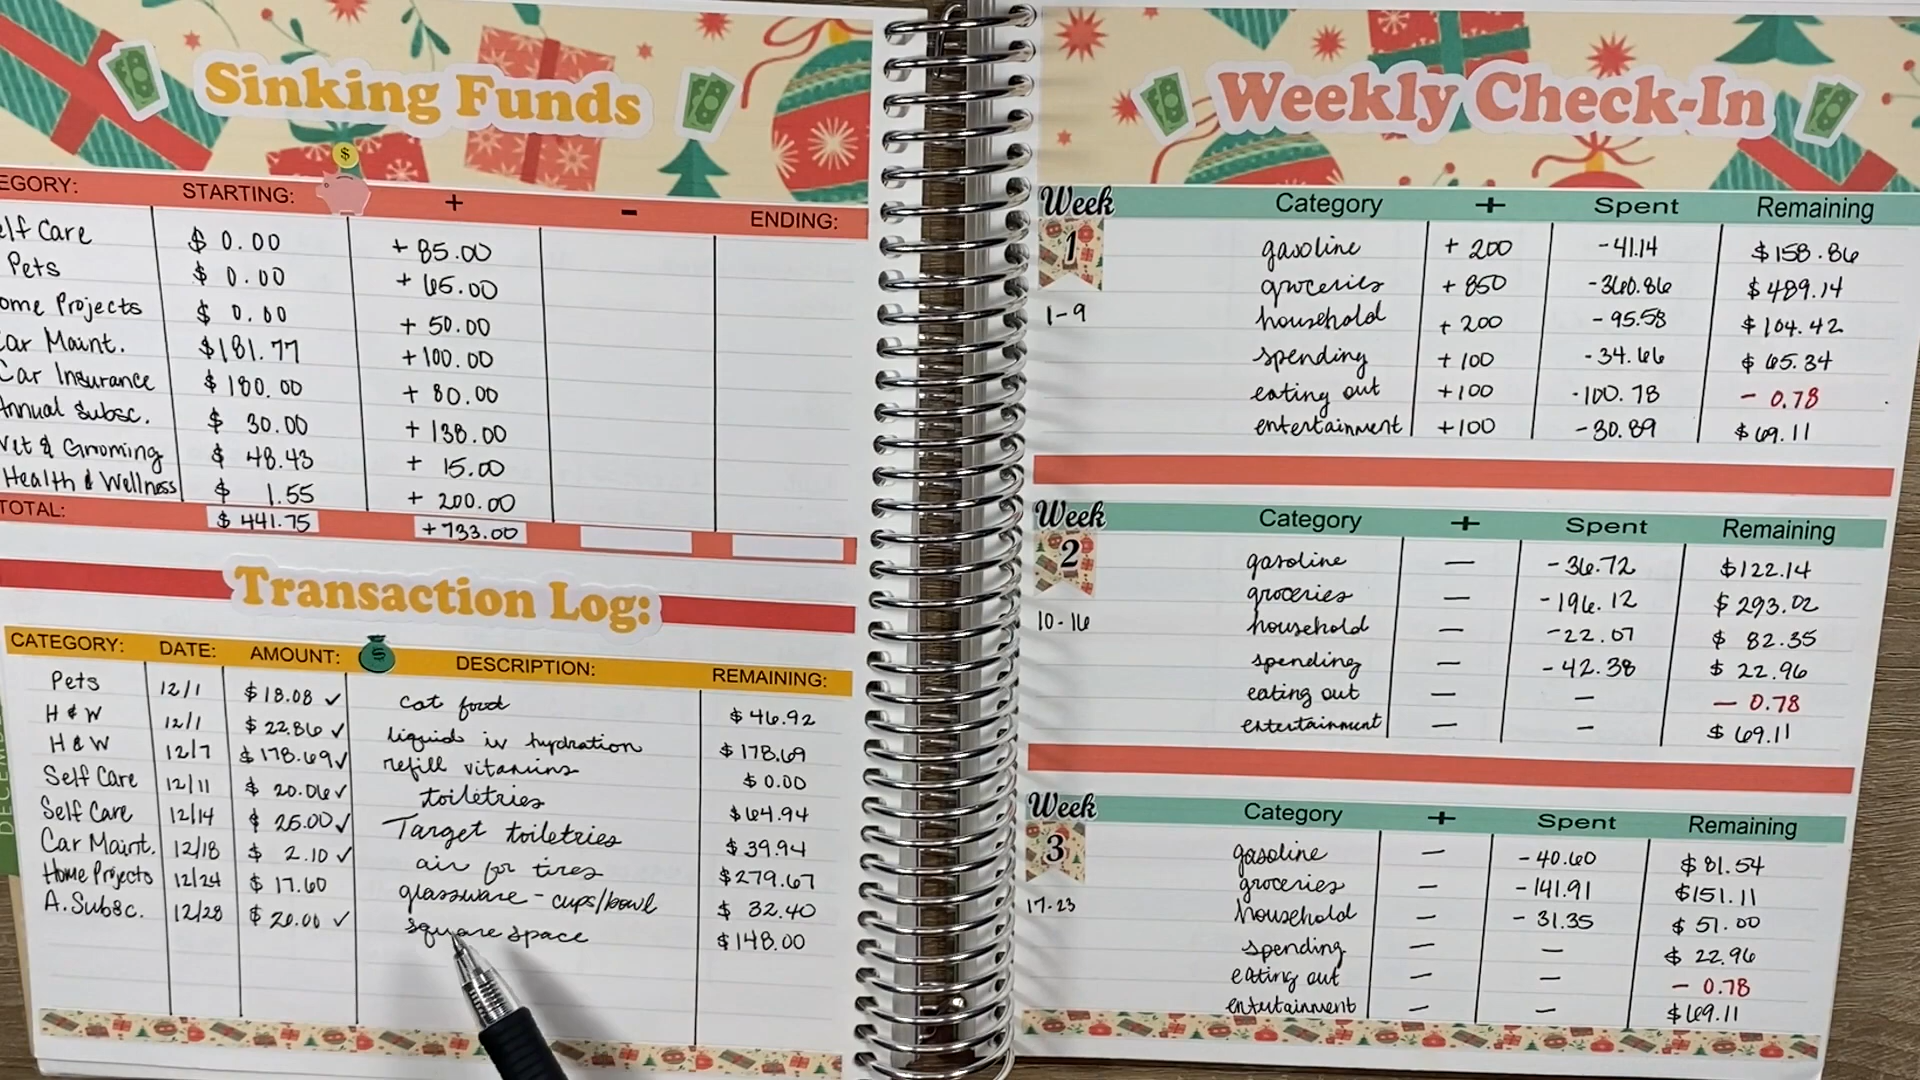 Sinking Funds
EGORY: STARTING: + - ENDING:
elf Care $ 0.00 + 85.00
Pets $ 0.00 + 65.00
ome Projects $ 0.00 + 50.00
ar Maint. $181.77 +100.00
Car Insurance $ 180.00 + 80.00
Annual Subsc. $ 30.00 + 138.00
Vet & Grooming $ 48.43 + 15.00
Health & Wellness $ 1.55 + 200.00
TOTAL: $ 441.75 +733.00
Transaction Log:
CATEGORY: DATE: AMOUNT: DESCRIPTION: REMAINING:
Pets 12/1 $ 18.08 ✓ cat food $ 46.92
H & W 12/1 $ 22.86 ✓ liquid iv hydration $ 178.69
H & W 12/7 $ 178.69 ✓ refill vitamins $ 0.00
Self Care 12/11 $ 20.06 ✓ toiletries $ 64.94
Self Care 12/14 $ 25.00 ✓ Target toiletries $ 39.94
Car Maint. 12/18 $ 2.10 ✓ air for tires $279.67
Home Projects 12/24 $ 17.60 glassware - cups/bowl $ 32.40
A. Subsc. 12/28 $ 20.00 ✓ square space $148.00
DECEMBE
Weekly Check-In
Week 1 Category + Spent Remaining
1-9
gasoline + 200 -41.14 $158.86
groceries + 850 -360.86 $ 489.14
household + 200 - 95.58 $ 104.42
spending + 100 - 34.66 $ 65.34
eating out +100 -100.78 - 0.78
entertainment +100 - 30.89 $ 69.11
Week 2 Category + Spent Remaining
10-16
gasoline — - 36.72 $122.14
groceries — -196.12 $ 293.02
household — -22.07 $ 82.35
spending — - 42.38 $ 22.96
eating out — — - 0.78
entertainment — — $ 69.11
Week 3 Category + Spent Remaining
17-23
gasoline — - 40.60 $ 81.54
groceries — - 141.91 $151.11
household — - 31.35 $ 51.00
spending — — $ 22.96
eating out — — - 0.78
entertainment — — $69.11